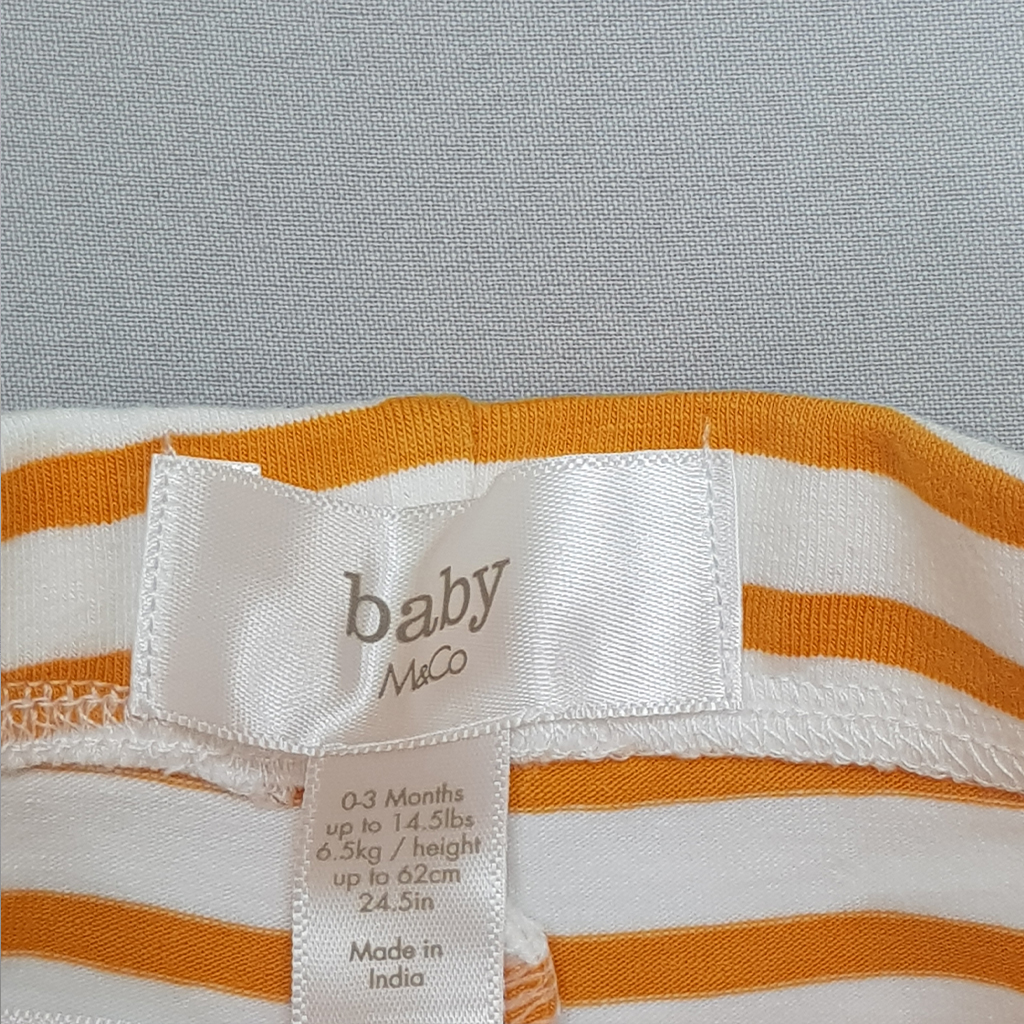 baby
M&Co
0-3 Months
up to 14.5lbs
6.5kg / height
up to 62cm
24.5in
Made in
India